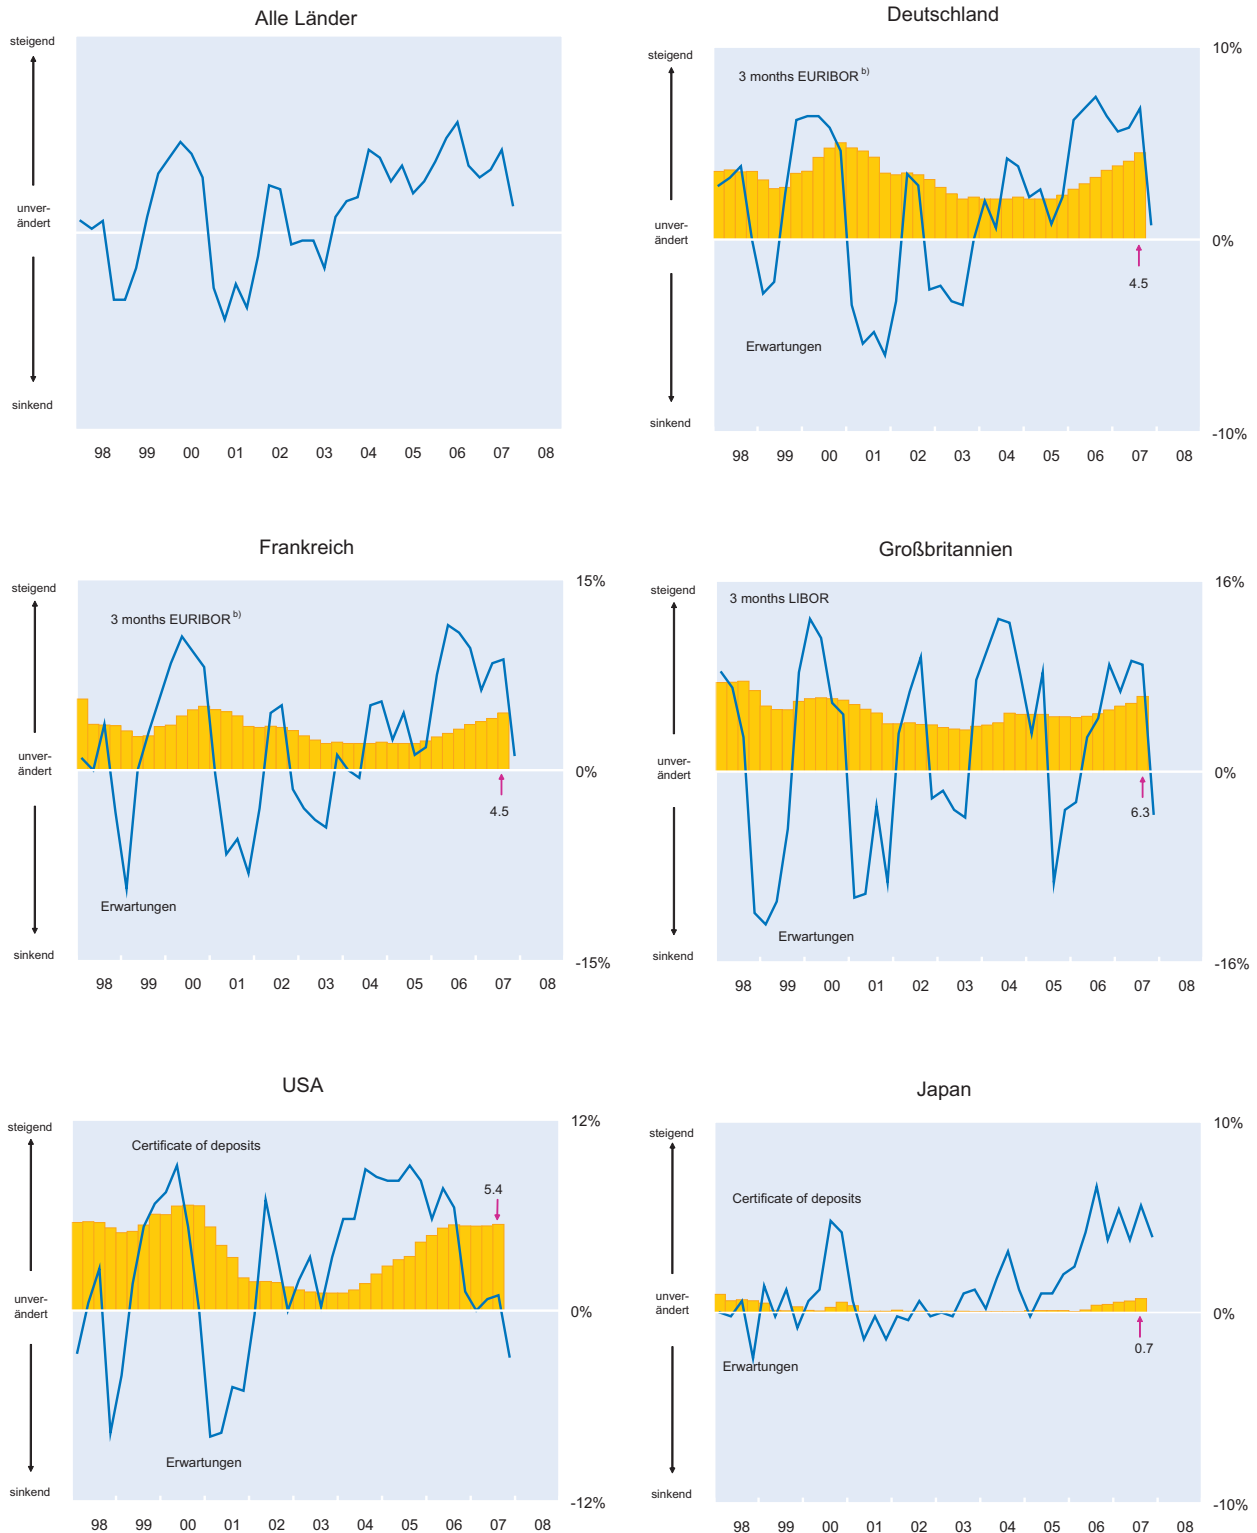 Alle Länder
steigend
unver-
ändert
sinkend
98 99 00 01 02 03 04 05 06 07 08
Deutschland
steigend
10%
3 months EURIBOR b)
unver-
ändert
0%
4.5
Erwartungen
sinkend
-10%
98 99 00 01 02 03 04 05 06 07 08
Frankreich
steigend
15%
3 months EURIBOR b)
unver-
ändert
0%
4.5
Erwartungen
sinkend
-15%
98 99 00 01 02 03 04 05 06 07 08
Großbritannien
steigend
16%
3 months LIBOR
unver-
ändert
0%
6.3
Erwartungen
sinkend
-16%
98 99 00 01 02 03 04 05 06 07 08
USA
steigend
12%
Certificate of deposits
5.4
unver-
ändert
0%
Erwartungen
sinkend
-12%
98 99 00 01 02 03 04 05 06 07 08
Japan
steigend
10%
Certificate of deposits
unver-
ändert
0%
0.7
Erwartungen
sinkend
-10%
98 99 00 01 02 03 04 05 06 07 08